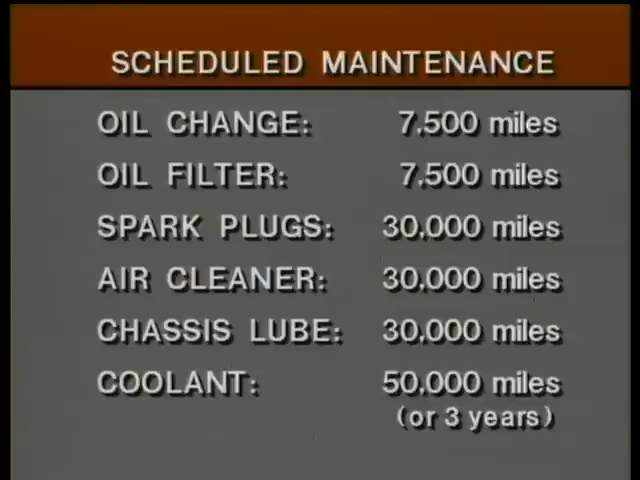 SCHEDULED MAINTENANCE
OIL CHANGE: 7,500 miles
OIL FILTER: 7,500 miles
SPARK PLUGS: 30,000 miles
AIR CLEANER: 30,000 miles
CHASSIS LUBE: 30,000 miles
COOLANT: 50,000 miles
(or 3 years)